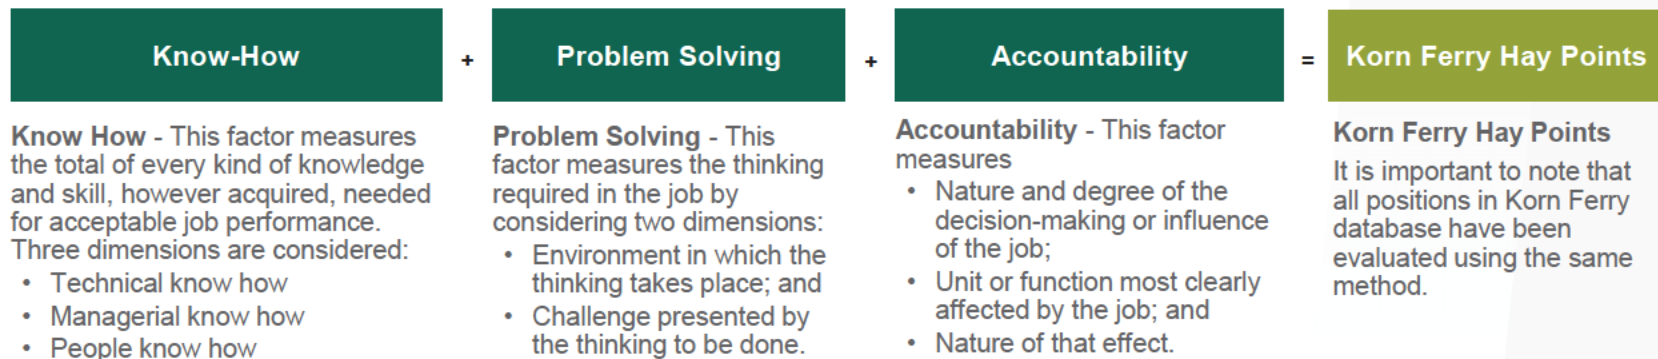 Know-How + Problem Solving + Accountability = Korn Ferry Hay Points
Know How - This factor measures
the total of every kind of knowledge
and skill, however acquired, needed
for acceptable job performance.
Three dimensions are considered:
• Technical know how
• Managerial know how
• People know how
Problem Solving - This
factor measures the thinking
required in the job by
considering two dimensions:
• Environment in which the
thinking takes place; and
• Challenge presented by
the thinking to be done.
Accountability - This factor
measures
• Nature and degree of the
decision-making or influence
of the job;
• Unit or function most clearly
affected by the job; and
• Nature of that effect.
Korn Ferry Hay Points
It is important to note that
all positions in Korn Ferry
database have been
evaluated using the same
method.